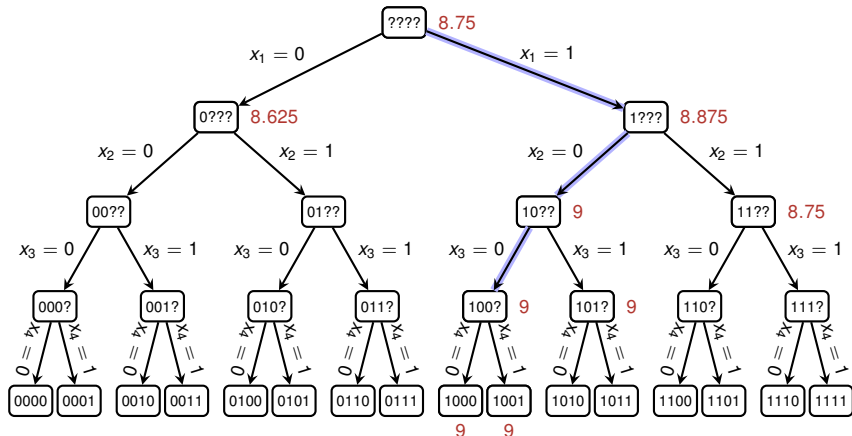 ???? 8.75
x₁ = 0 x₁ = 1
0??? 8.625 1??? 8.875
x₂ = 0 x₂ = 1 x₂ = 0 x₂ = 1
00?? 01?? 10?? 9 11?? 8.75
x₃ = 0 x₃ = 1 x₃ = 0 x₃ = 1 x₃ = 0 x₃ = 1 x₃ = 0 x₃ = 1
000? 001? 010? 011? 100? 9 101? 9 110? 111?
x₄ = 0 x₄ = 1 x₄ = 0 x₄ = 1 x₄ = 0 x₄ = 1 x₄ = 0 x₄ = 1 x₄ = 0 x₄ = 1 x₄ = 0 x₄ = 1 x₄ = 0 x₄ = 1 x₄ = 0 x₄ = 1
0000 0001 0010 0011 0100 0101 0110 0111 1000 1001 1010 1011 1100 1101 1110 1111
9 9